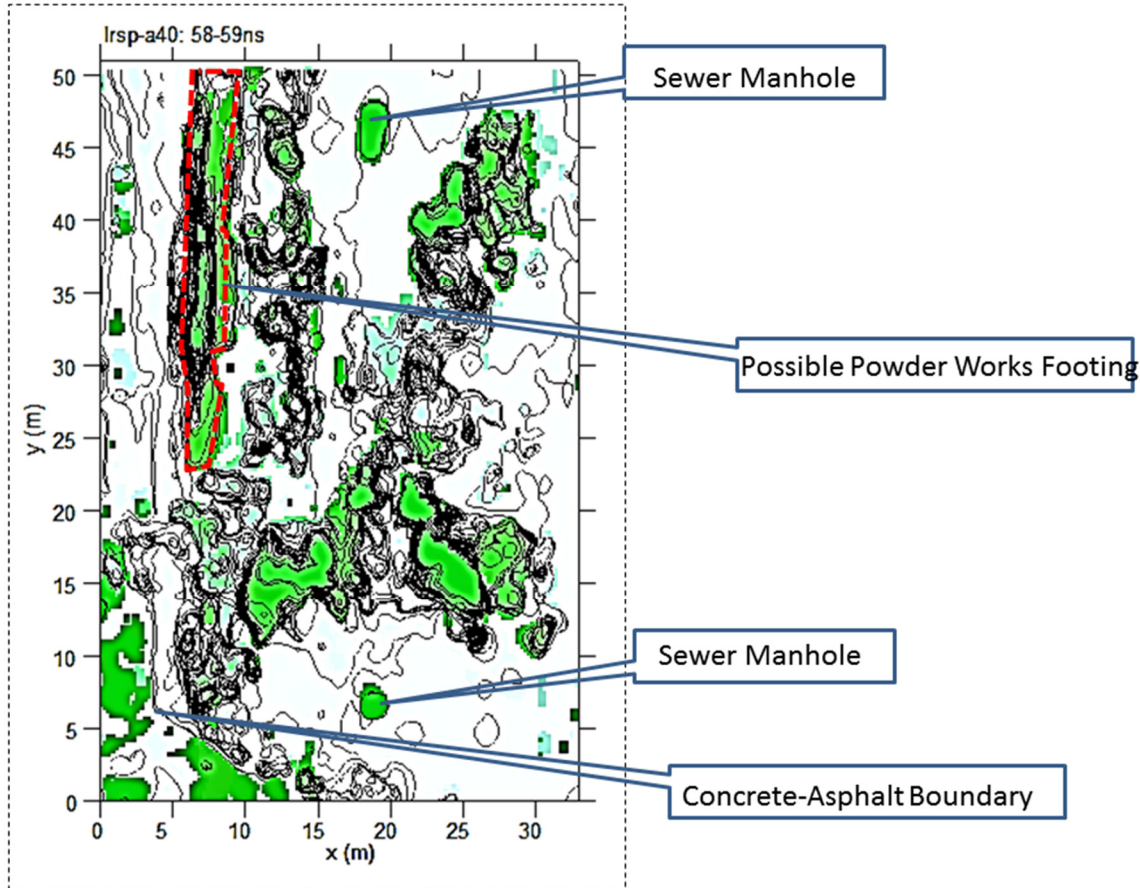 lrsp-a40: 58-59ns
Sewer Manhole
50
45
40
35
30
25
20
15
10
5
0
y (m)
Possible Powder Works Footing
Sewer Manhole
Concrete-Asphalt Boundary
0 5 10 15 20 25 30
x (m)